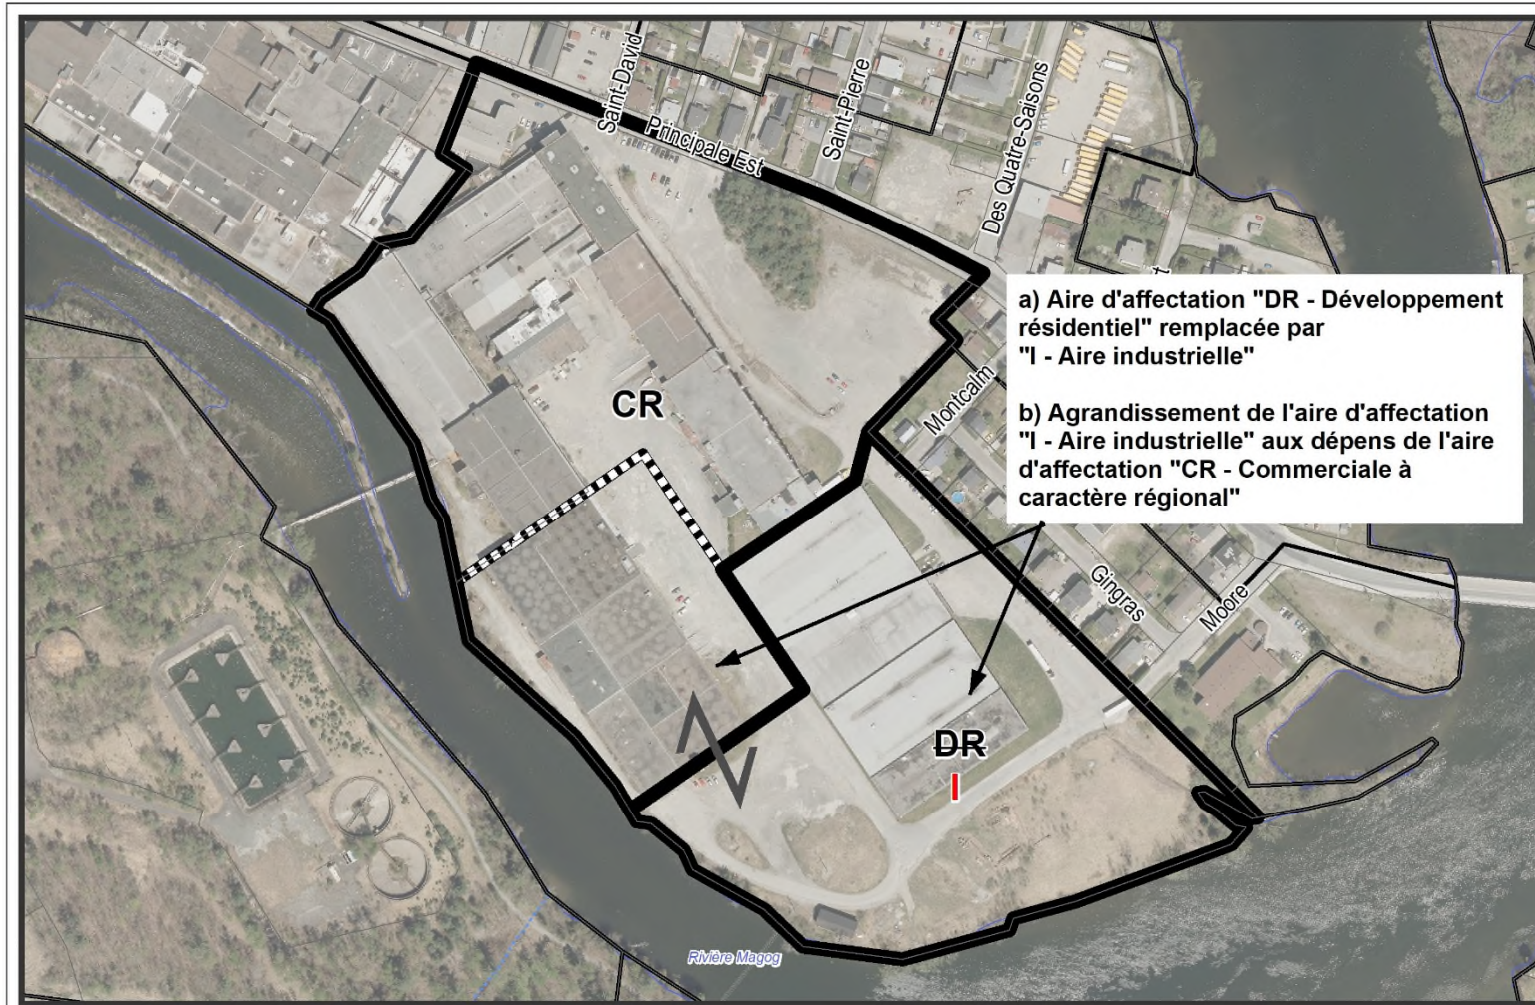 Saint-David
Principale Est
Saint-Pierre
Des Quatre-Saisons
a) Aire d'affectation "DR - Développement
résidentiel" remplacée par
"I - Aire industrielle"
b) Agrandissement de l'aire d'affectation
"I - Aire industrielle" aux dépens de l'aire
d'affectation "CR - Commerciale à
caractère régional"
Montcalm
CR
Gingras
Moore
DR
I
Rivière Magog